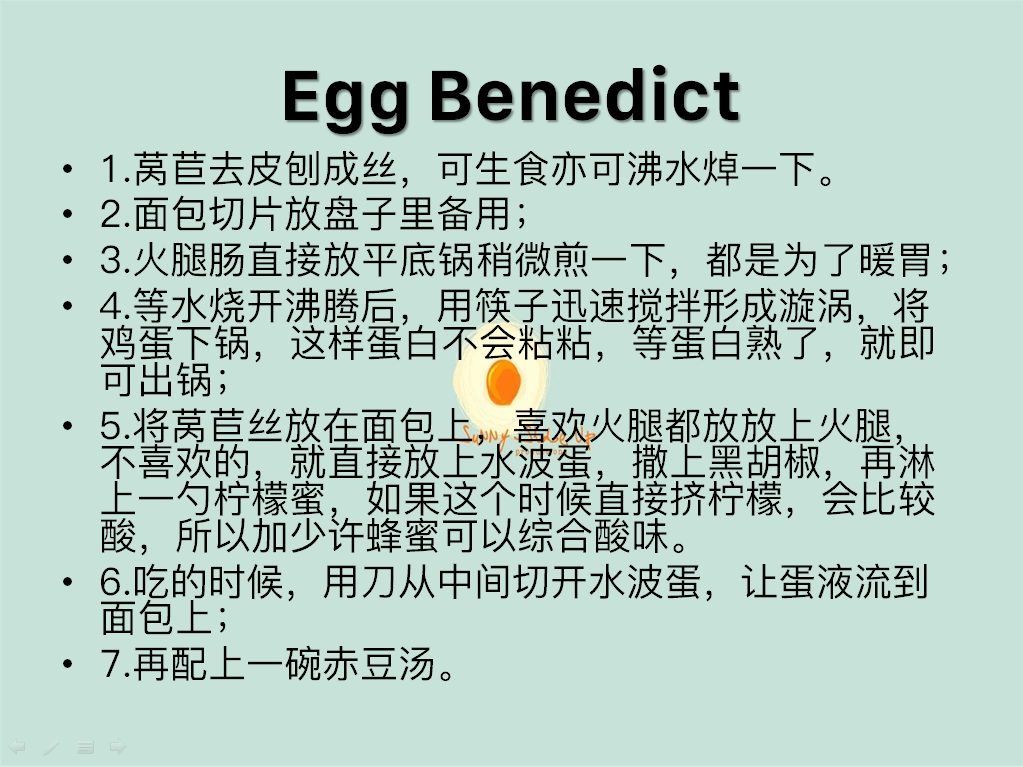 Egg Benedict
• 1.莴苣去皮刨成丝，可生食亦可沸水焯一下。
• 2.面包切片放盘子里备用；
• 3.火腿肠直接放平底锅稍微煎一下，都是为了暖胃；
• 4.等水烧开沸腾后，用筷子迅速搅拌形成漩涡，将
鸡蛋下锅，这样蛋白不会粘粘，等蛋白熟了，就即
可出锅；
• 5.将莴苣丝放在面包上，喜欢火腿都放放上火腿，
不喜欢的，就直接放上水波蛋，撒上黑胡椒，再淋
上一勺柠檬蜜，如果这个时候直接挤柠檬，会比较
酸，所以加少许蜂蜜可以综合酸味。
• 6.吃的时候，用刀从中间切开水波蛋，让蛋液流到
面包上；
• 7.再配上一碗赤豆汤。
Sunny Side Up